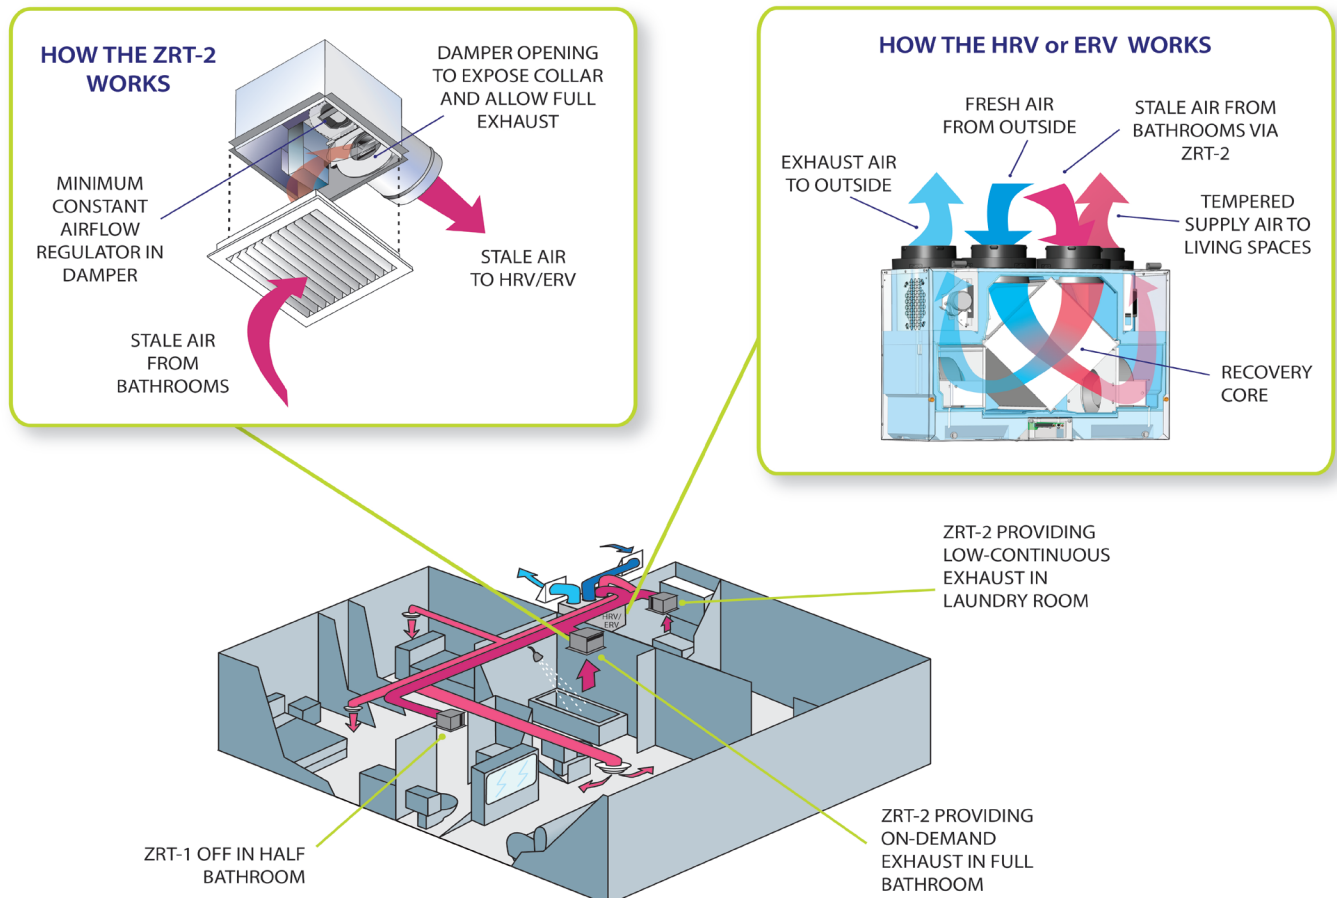 HOW THE ZRT-2
WORKS
DAMPER OPENING
TO EXPOSE COLLAR
AND ALLOW FULL
EXHAUST
MINIMUM
CONSTANT
AIRFLOW
REGULATOR IN
DAMPER
STALE AIR
TO HRV/ERV
STALE AIR
FROM
BATHROOMS
HOW THE HRV or ERV WORKS
FRESH AIR
FROM OUTSIDE
STALE AIR FROM
BATHROOMS VIA
ZRT-2
EXHAUST AIR
TO OUTSIDE
TEMPERED
SUPPLY AIR TO
LIVING SPACES
RECOVERY
CORE
ZRT-2 PROVIDING
LOW-CONTINUOUS
EXHAUST IN
LAUNDRY ROOM
HRV/
ERV
ZRT-2 PROVIDING
ON-DEMAND
EXHAUST IN FULL
BATHROOM
ZRT-1 OFF IN HALF
BATHROOM